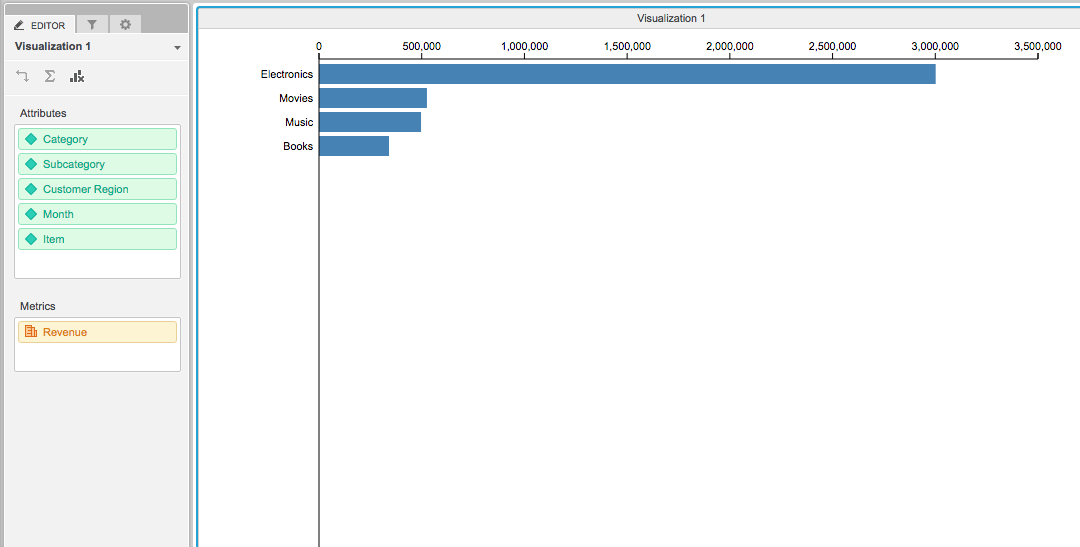 EDITOR
Visualization 1
Attributes
Category
Subcategory
Customer Region
Month
Item
Metrics
Revenue
Visualization 1
0 500,000 1,000,000 1,500,000 2,000,000 2,500,000 3,000,000 3,500,000
Electronics
Movies
Music
Books